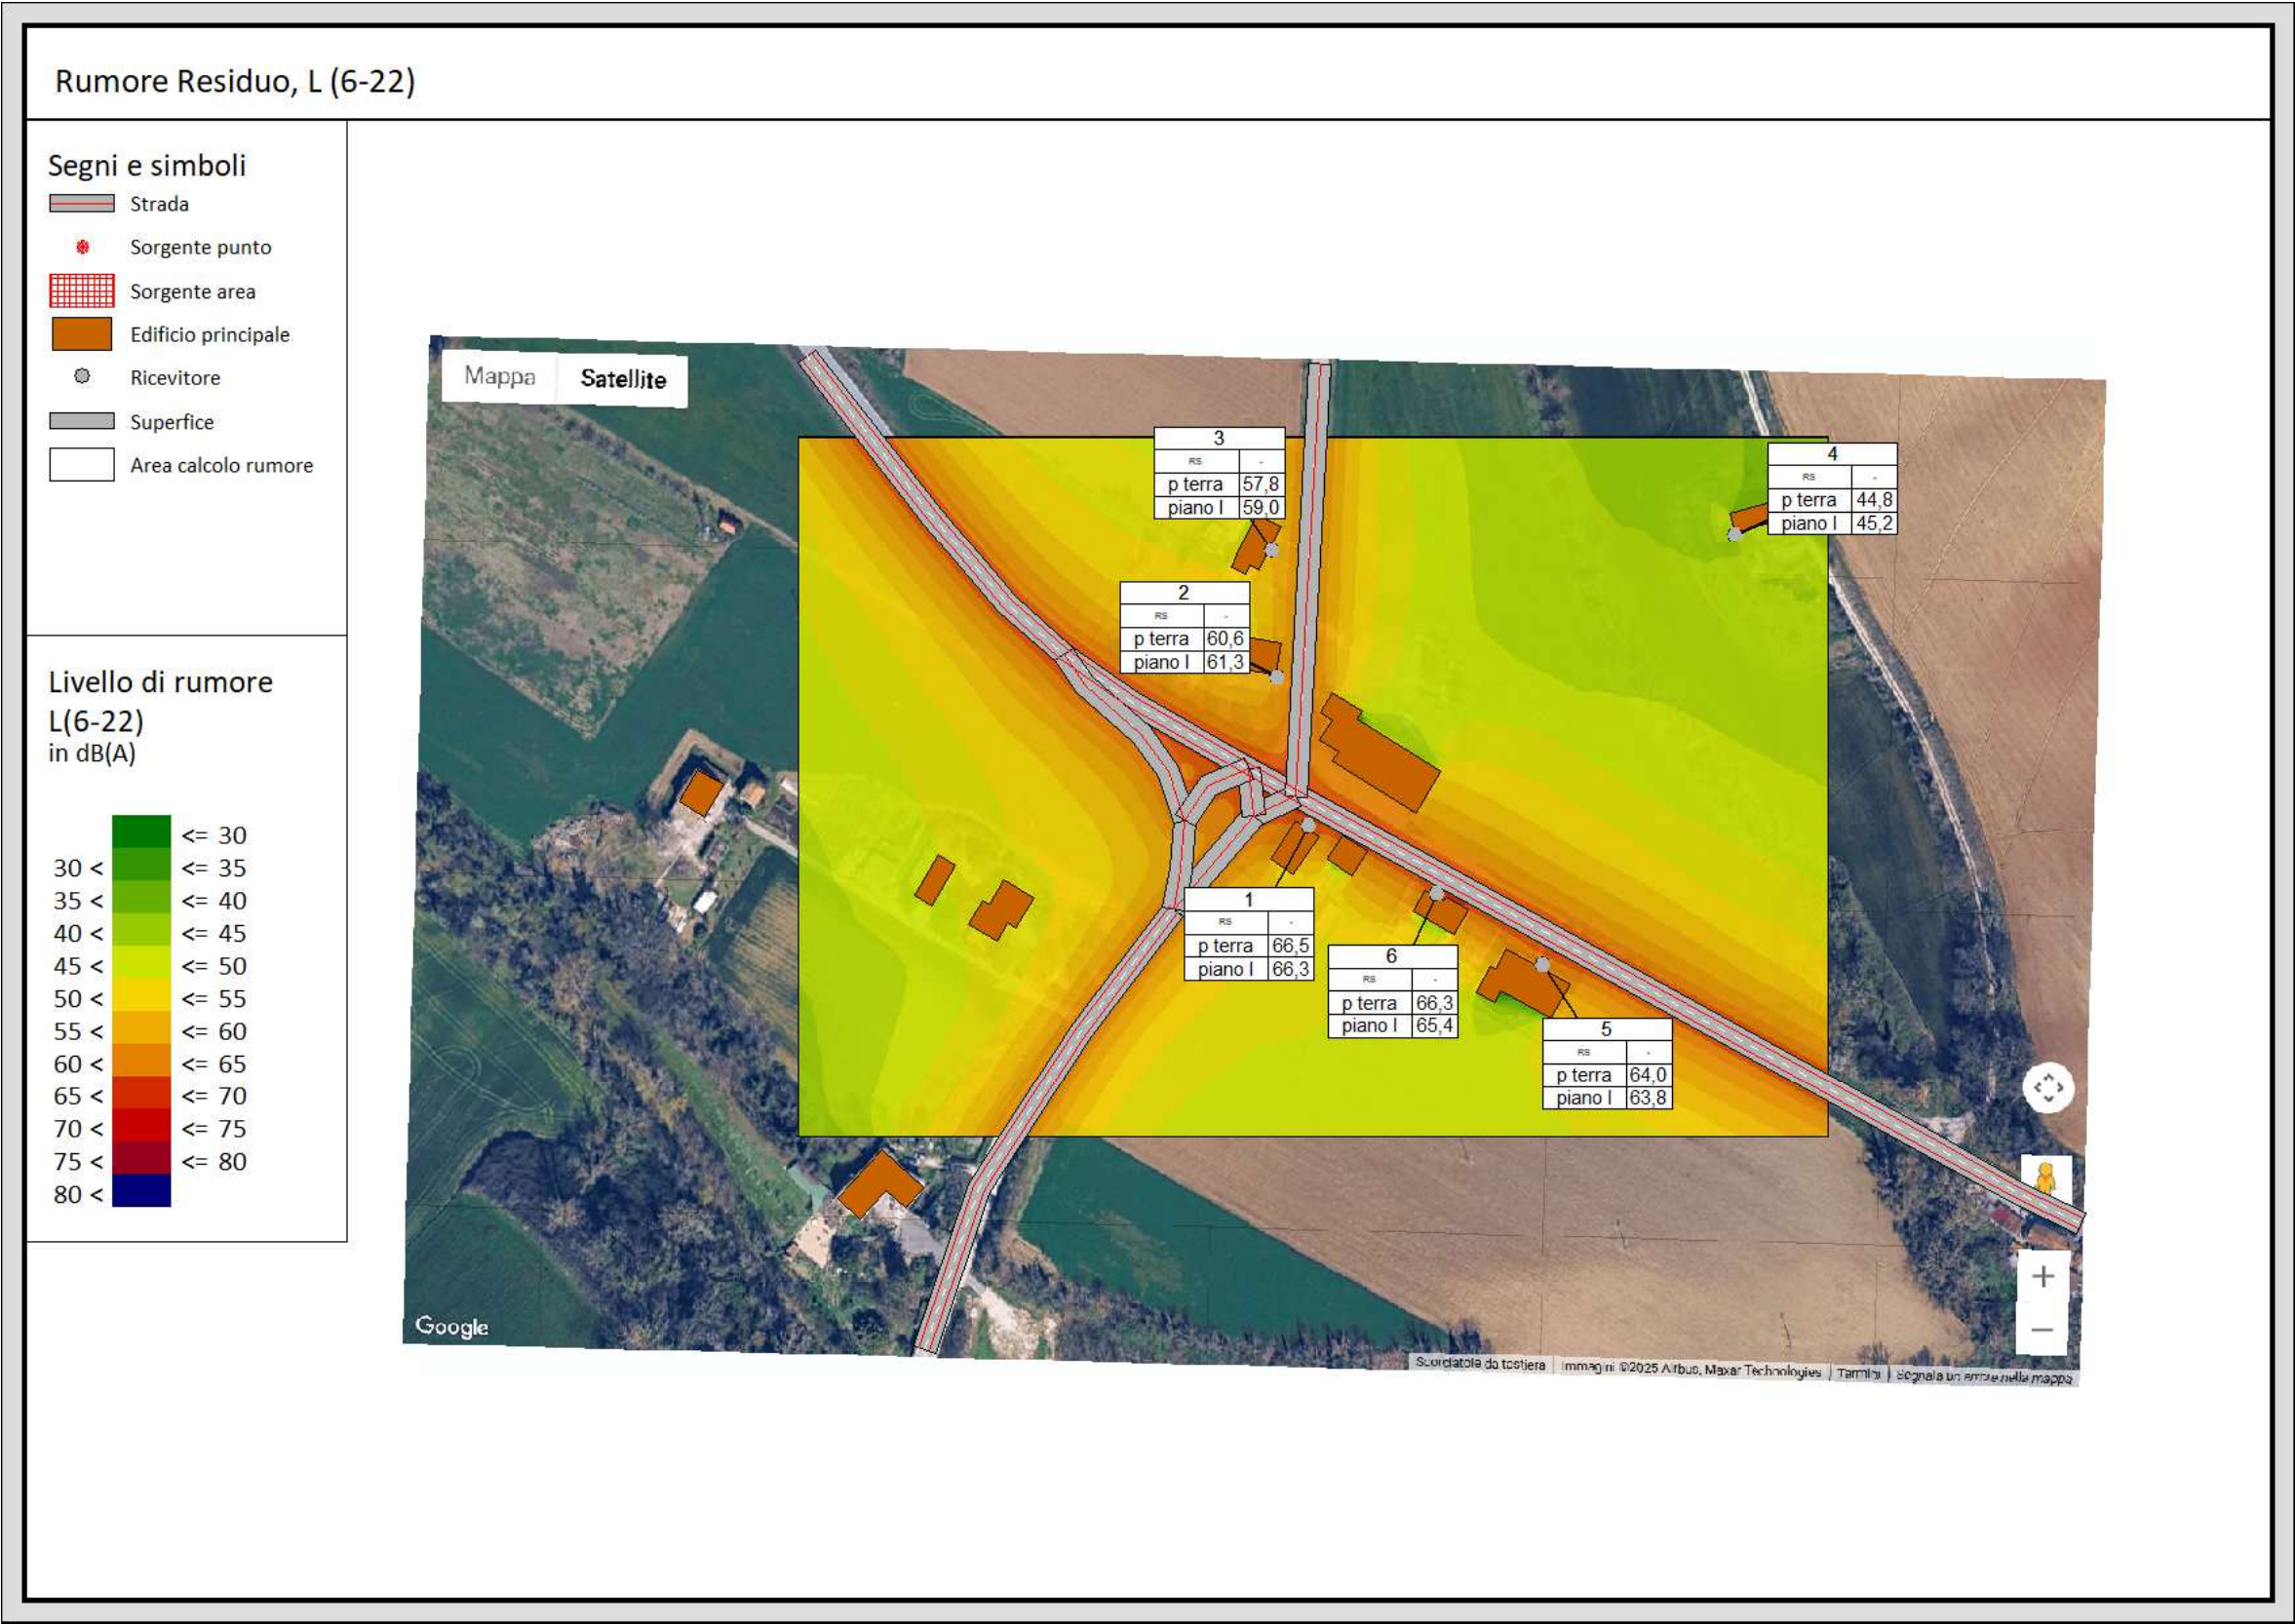 Rumore Residuo, L (6-22)
Segni e simboli
Strada
Sorgente punto
Sorgente area
Edificio principale
Ricevitore
Superfice
Area calcolo rumore
Livello di rumore
L(6-22)
in dB(A)
<= 30
30 < <= 35
35 < <= 40
40 < <= 45
45 < <= 50
50 < <= 55
55 < <= 60
60 < <= 65
65 < <= 70
70 < <= 75
75 < <= 80
80 <
Mappa Satellite
3
RS -
p terra 57,8
piano I 59,0
4
RS -
p terra 44,8
piano I 45,2
2
RS -
p terra 60,6
piano I 61,3
1
RS -
p terra 66,5
piano I 66,3
6
RS -
p terra 66,3
piano I 65,4
5
RS -
p terra 64,0
piano I 63,8
+
−
Google
Scorciatoie da tastiera Immagini ©2025 Airbus, Maxar Technologies Termini Segnala un errore nella mappa